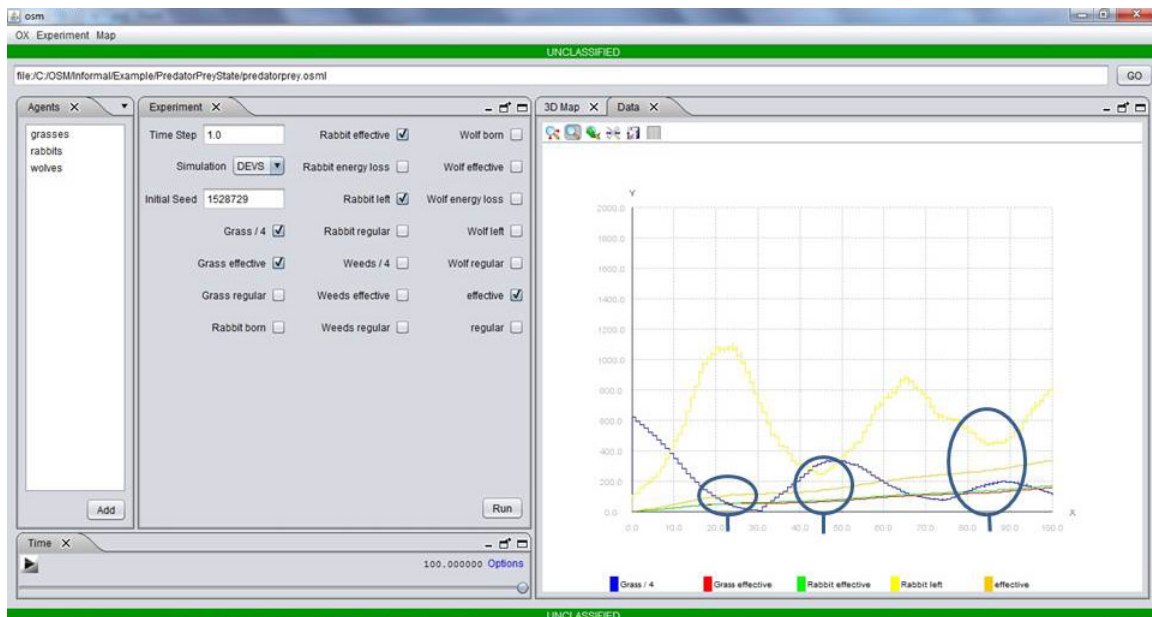 osm
OX Experiment Map
UNCLASSIFIED
file:/C:/OSM/Informal/Example/PredatorPreyState/predatorprey.osml
GO
Agents X
grasses
rabbits
wolves
Add
Experiment X
Time Step 1.0
Rabbit effective
Wolf born
Simulation DEVS
Rabbit energy loss
Wolf effective
Initial Seed 1528729
Rabbit left
Wolf energy loss
Grass / 4
Rabbit regular
Wolf left
Grass effective
Weeds / 4
Wolf regular
Grass regular
Weeds effective
effective
Rabbit born
Weeds regular
regular
Run
Time X
100.000000 Options
3D Map X Data X
Y
2000.0
1800.0
1600.0
1400.0
1200.0
1000.0
800.0
600.0
400.0
200.0
0.0
0.0 10.0 20.0 30.0 40.0 50.0 60.0 70.0 80.0 90.0 100.0
X
Grass / 4 Grass effective Rabbit effective Rabbit left effective
UNCLASSIFIED